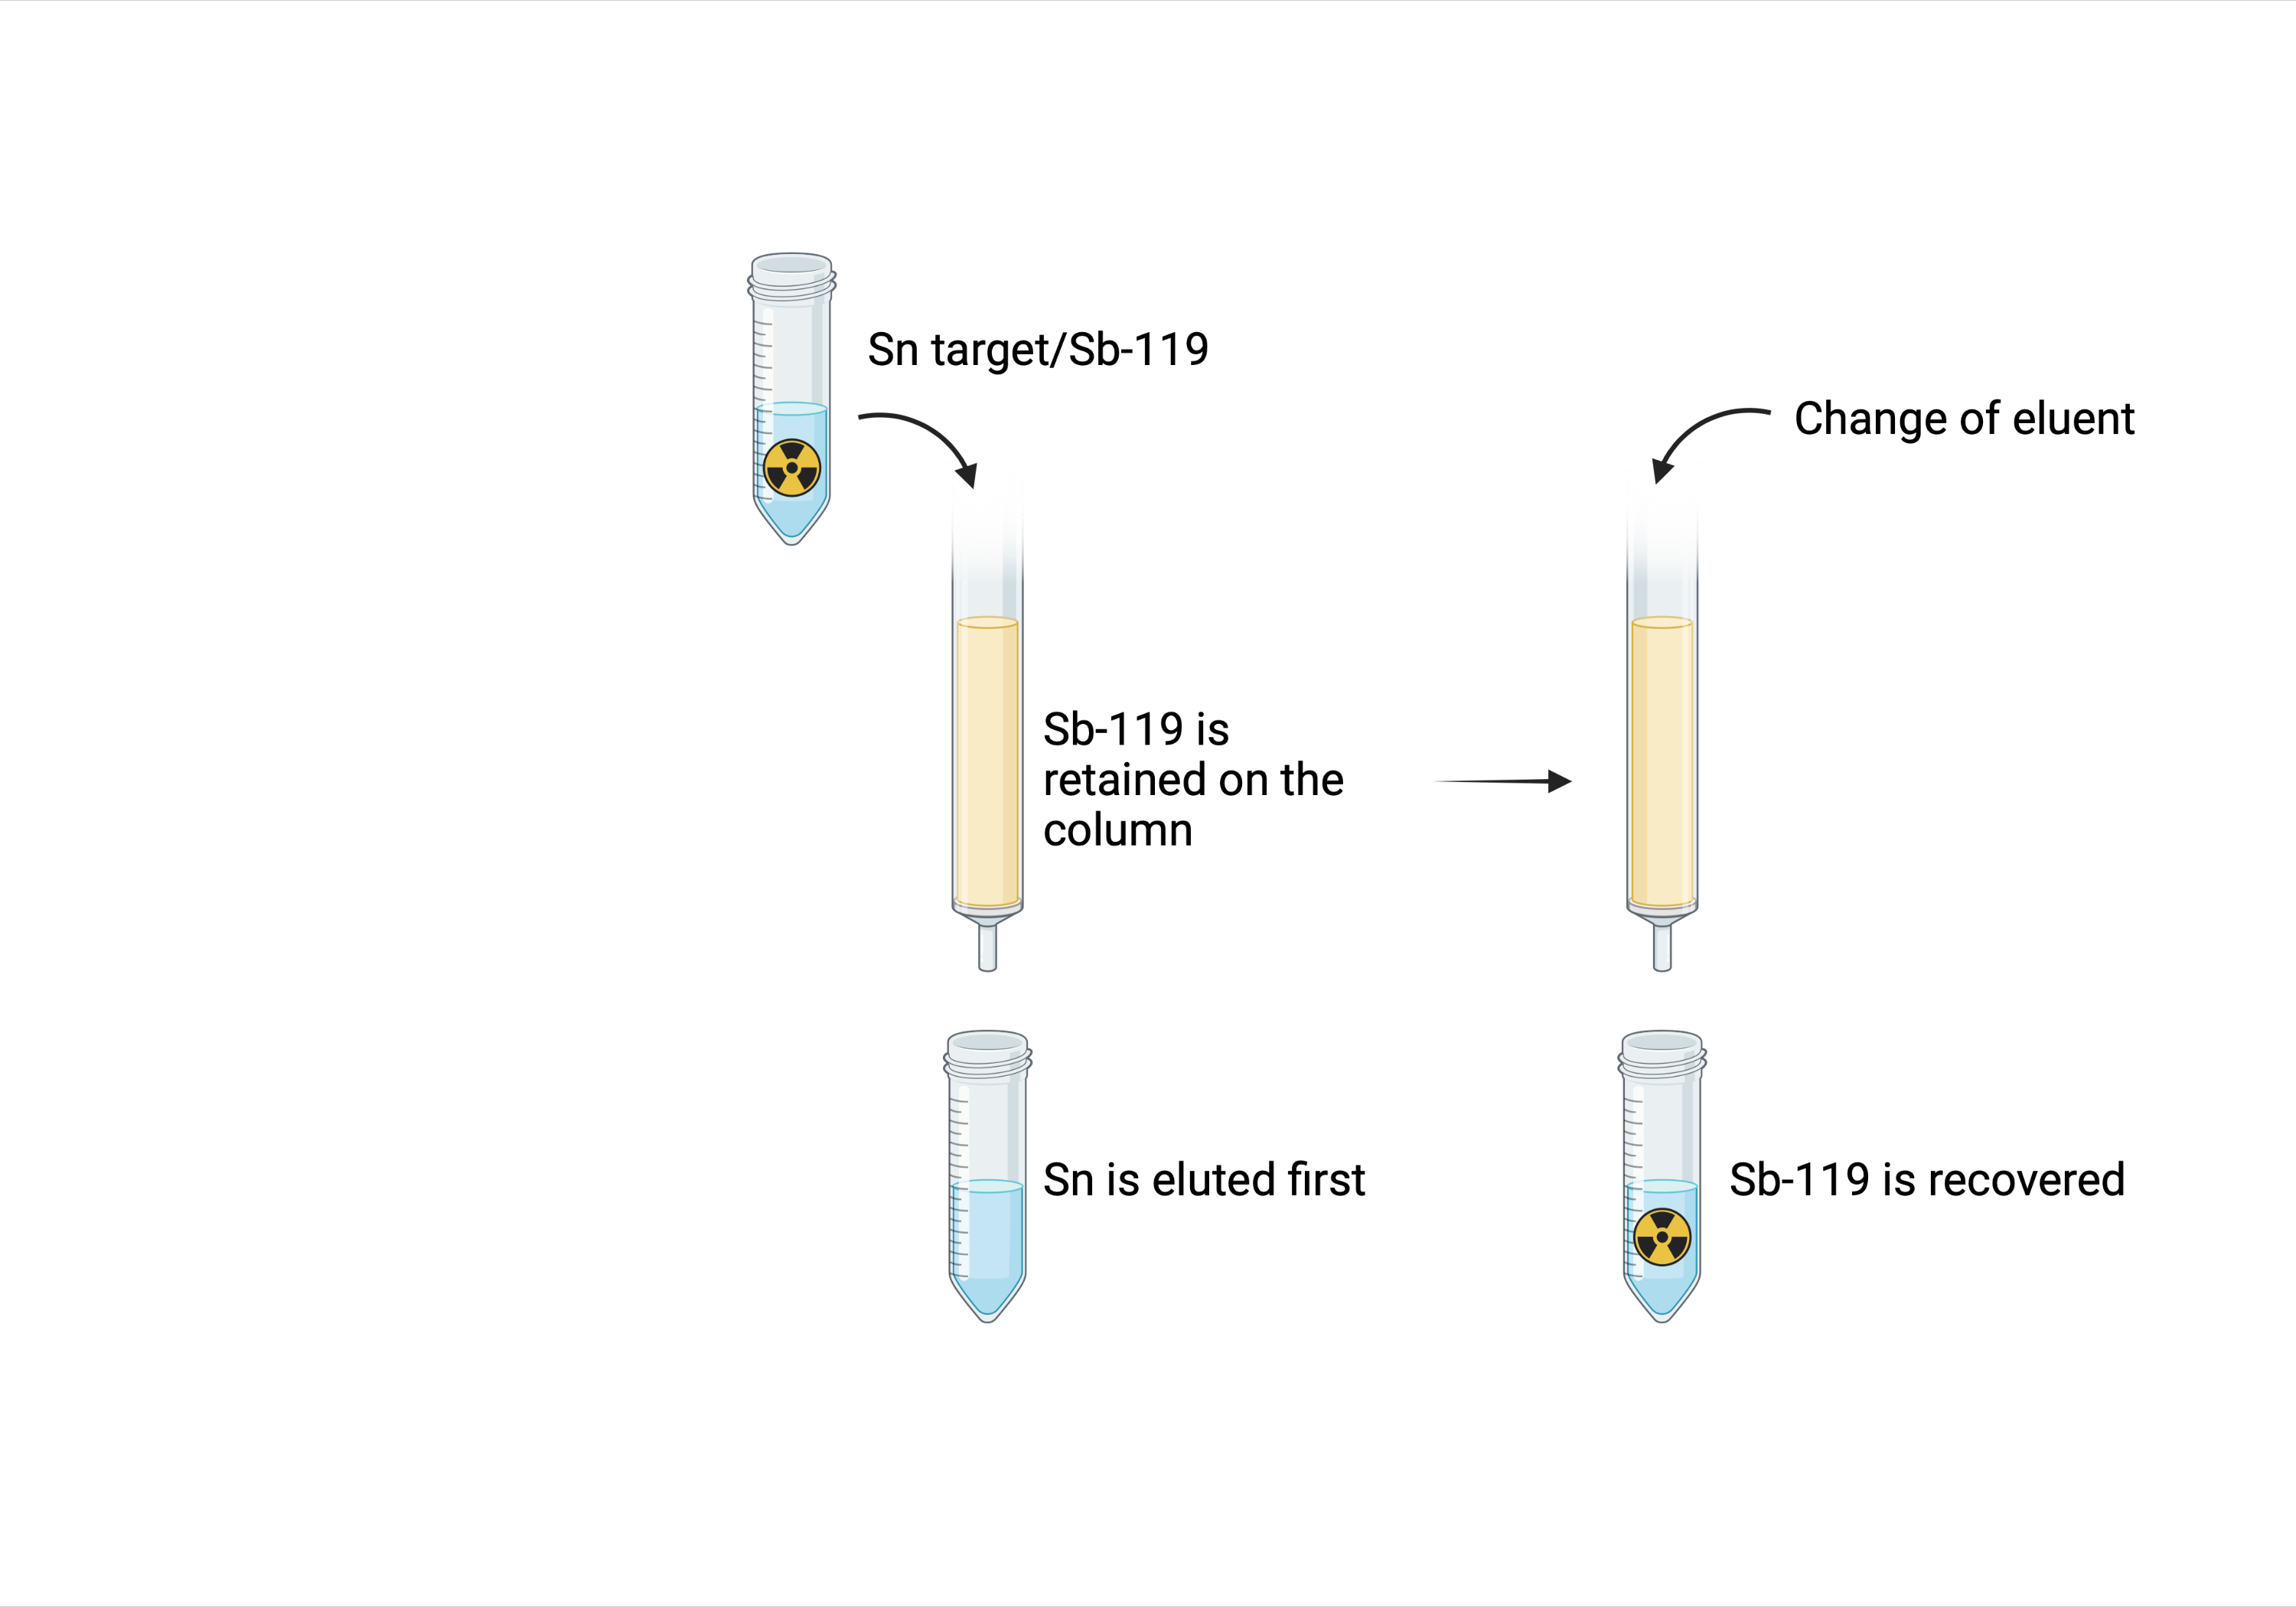 Sn target/Sb-119
Change of eluent
Sb-119 is
retained on the
column
Sn is eluted first
Sb-119 is recovered